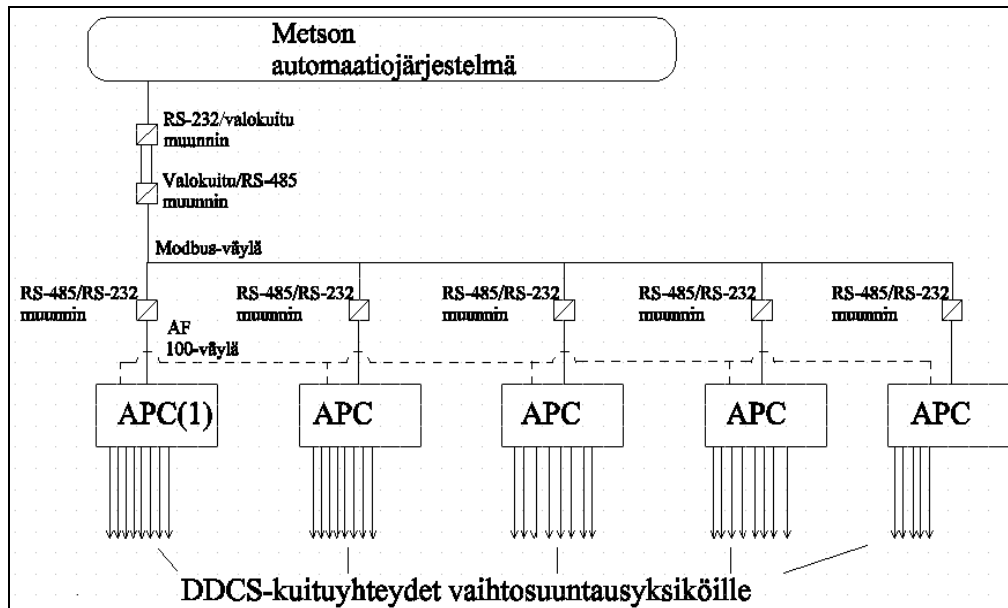 Metson
automaatiojärjestelmä
RS-232/valokuitu
muunnin
Valokuitu/RS-485
muunnin
Modbus-väylä
RS-485/RS-232
muunnin
RS-485/RS-232
muunnin
RS-485/RS-232
muunnin
RS-485/RS-232
muunnin
RS-485/RS-232
muunnin
AF
100-väylä
APC(1)
APC
APC
APC
APC
DDCS-kuituyhteydet vaihtosuuntausyksiköille